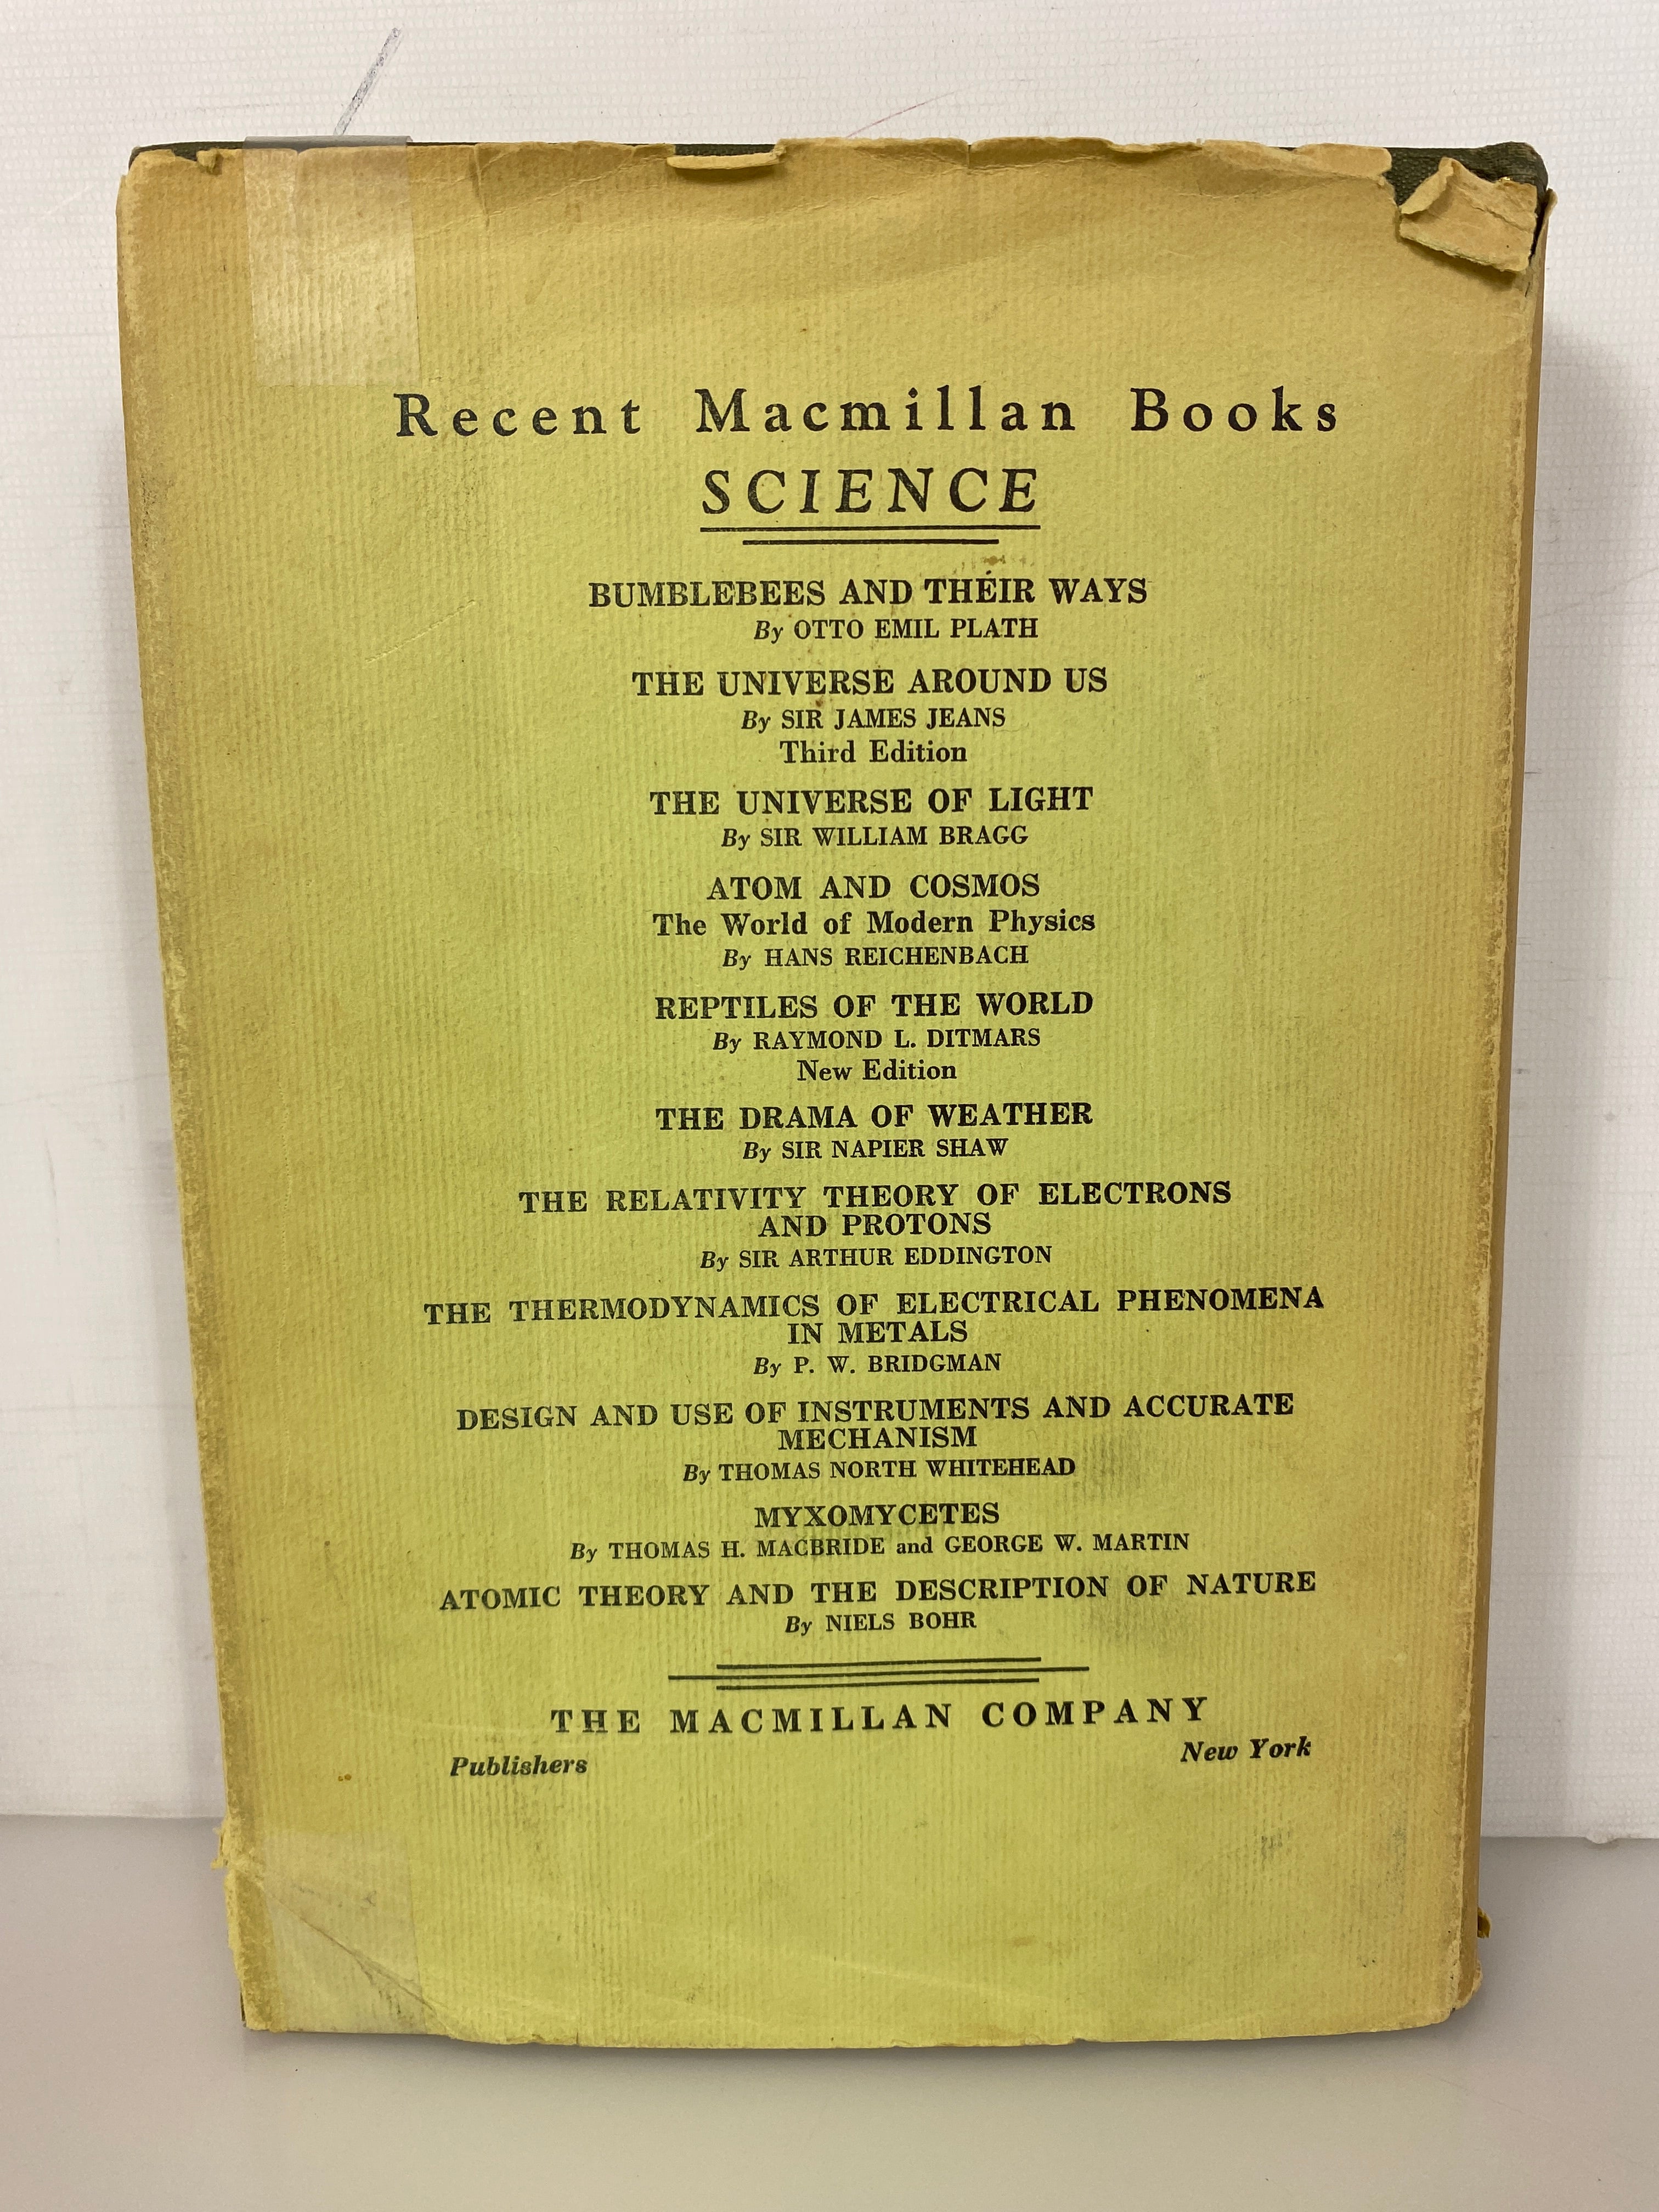 Recent Macmillan Books
SCIENCE
BUMBLEBEES AND THEIR WAYS
By OTTO EMIL PLATH
THE UNIVERSE AROUND US
By SIR JAMES JEANS
Third Edition
THE UNIVERSE OF LIGHT
By SIR WILLIAM BRAGG
ATOM AND COSMOS
The World of Modern Physics
By HANS REICHENBACH
REPTILES OF THE WORLD
By RAYMOND L. DITMARS
New Edition
THE DRAMA OF WEATHER
By SIR NAPIER SHAW
THE RELATIVITY THEORY OF ELECTRONS
AND PROTONS
By SIR ARTHUR EDDINGTON
THE THERMODYNAMICS OF ELECTRICAL PHENOMENA
IN METALS
By P. W. BRIDGMAN
DESIGN AND USE OF INSTRUMENTS AND ACCURATE
MECHANISM
By THOMAS NORTH WHITEHEAD
MYXOMYCETES
By THOMAS H. MACBRIDE and GEORGE W. MARTIN
ATOMIC THEORY AND THE DESCRIPTION OF NATURE
By NIELS BOHR
THE MACMILLAN COMPANY
Publishers New York